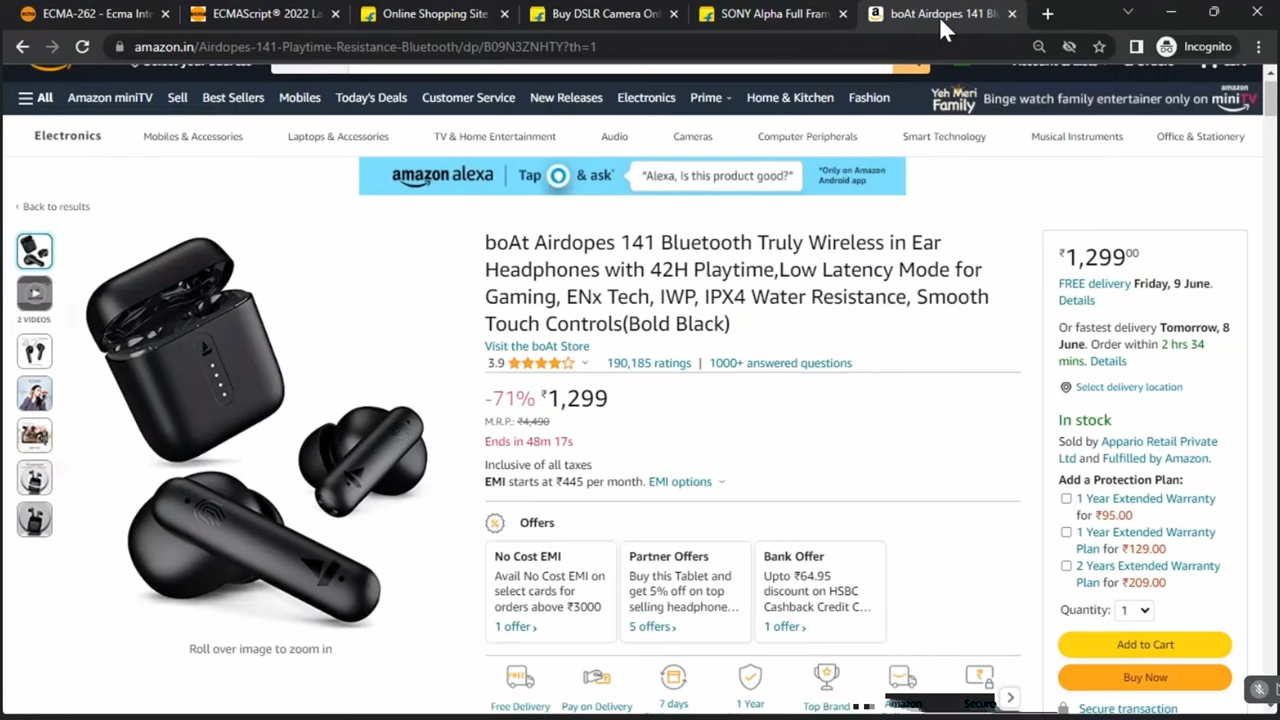 ECMA-262 - Ecma Inte
ECMAScript® 2022 La
Online Shopping Site
Buy DSLR Camera Onl
SONY Alpha Full Fram
boAt Airdopes 141 Bl
amazon.in/Airdopes-141-Playtime-Resistance-Bluetooth/dp/B09N3ZNHTY?th=1
Incognito
All
Amazon miniTV
Sell
Best Sellers
Mobiles
Today's Deals
Customer Service
New Releases
Electronics
Prime
Home & Kitchen
Fashion
Yeh Meri
Family
Binge watch family entertainer only on
amazon
miniTV
Electronics
Mobiles & Accessories
Laptops & Accessories
TV & Home Entertainment
Audio
Cameras
Computer Peripherals
Smart Technology
Musical Instruments
Office & Stationery
amazon alexa
Tap & ask*
"Alexa, Is this product good?"
*Only on Amazon
Android app
‹ Back to results
2 VIDEOS
Roll over image to zoom in
boAt Airdopes 141 Bluetooth Truly Wireless in Ear
Headphones with 42H Playtime,Low Latency Mode for
Gaming, ENx Tech, IWP, IPX4 Water Resistance, Smooth
Touch Controls(Bold Black)
Visit the boAt Store
3.9
190,185 ratings | 1000+ answered questions
-71% ₹1,299
M.R.P.: ₹4,490
Ends in 48m 17s
Inclusive of all taxes
EMI starts at ₹445 per month. EMI options
Offers
No Cost EMI
Avail No Cost EMI on
select cards for
orders above ₹3000
1 offer›
Partner Offers
Buy this Tablet and
get 5% off on top
selling headphone...
5 offers›
Bank Offer
Upto ₹64.95
discount on HSBC
Cashback Credit C...
1 offer›
Free Delivery
Pay on Delivery
7 days
1 Year
Top Brand
Amazon
Secure
₹1,299.00
FREE delivery Friday, 9 June.
Details
Or fastest delivery Tomorrow, 8
June. Order within 2 hrs 34
mins. Details
Select delivery location
In stock
Sold by Appario Retail Private
Ltd and Fulfilled by Amazon.
Add a Protection Plan:
1 Year Extended Warranty
for ₹95.00
1 Year Extended Warranty
Plan for ₹129.00
2 Years Extended Warranty
Plan for ₹209.00
Quantity: 1
Add to Cart
Buy Now
Secure transaction